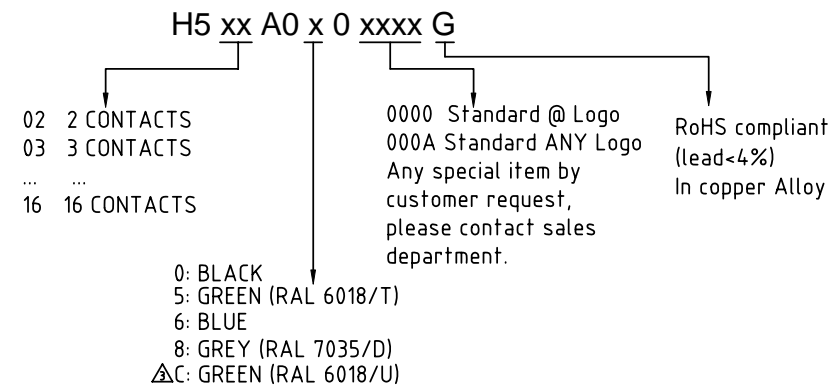 H5 xx A0 x 0 xxxx G
02 2 CONTACTS
03 3 CONTACTS
... ...
16 16 CONTACTS
0000 Standard @ Logo
000A Standard ANY Logo
Any special item by
customer request,
please contact sales
department.
RoHS compliant
(lead<4%)
In copper Alloy
0: BLACK
5: GREEN (RAL 6018/T)
6: BLUE
8: GREY (RAL 7035/D)
3 C: GREEN (RAL 6018/U)